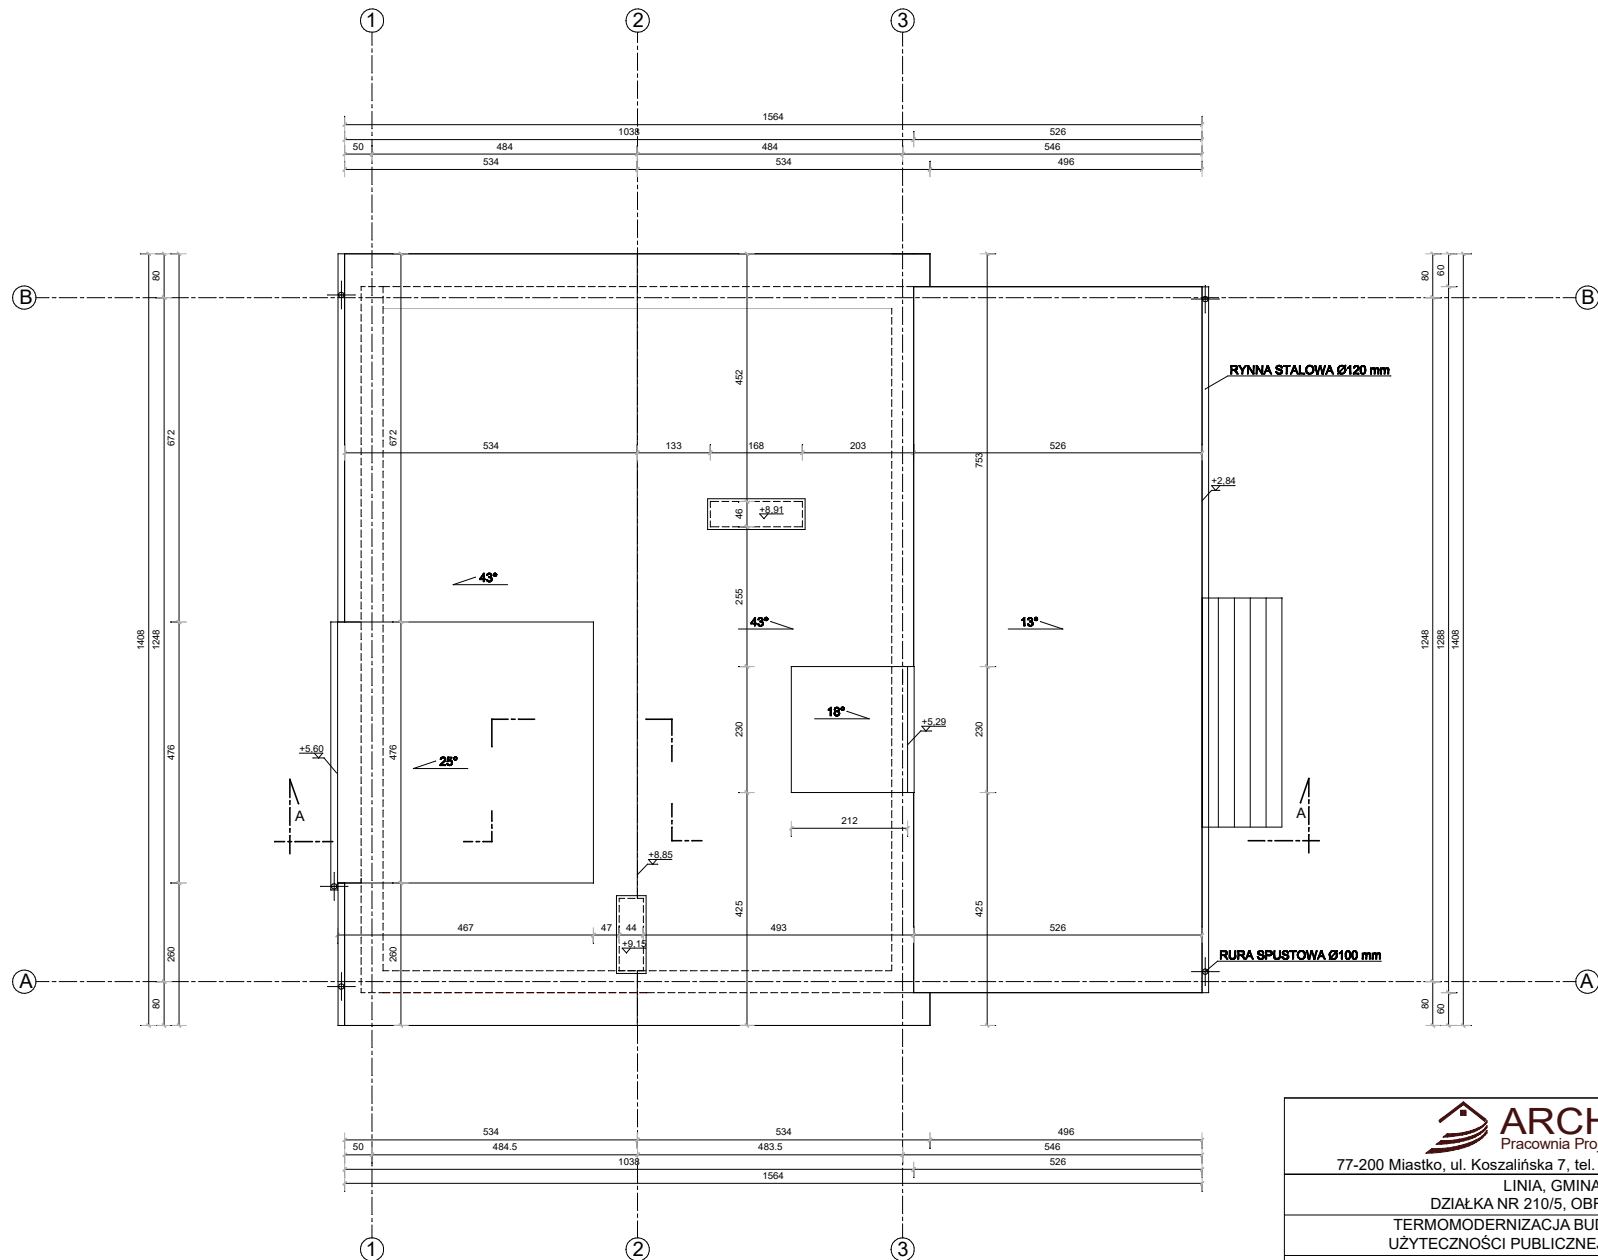 1 2 3
1564
1038 526
50 484 484 546
534 534 496
80 80 60
B B
RYNNA STALOWA Ø120 mm
452
672 672
534 133 168 203 526
753
+2.84
46 +8.91
43°
255
43° 13°
1408 1248 1248 1288 1408
18°
+5.29
230 230
476 476
+5.60
25°
A A
212
+8.85
425 425
467 47 44 493 526
+9.15
260 260
RURA SPUSTOWA Ø100 mm
A A
80 80 60
534 534 496
50 484.5 483.5 546
1038 526
1564
1 2 3
ARCH
Pracownia Proj
77-200 Miastko, ul. Koszalińska 7, tel.
LINIA, GMINA
DZIAŁKA NR 210/5, OBR
TERMOMODERNIZACJA BUD
UŻYTECZNOŚCI PUBLICZNEJ